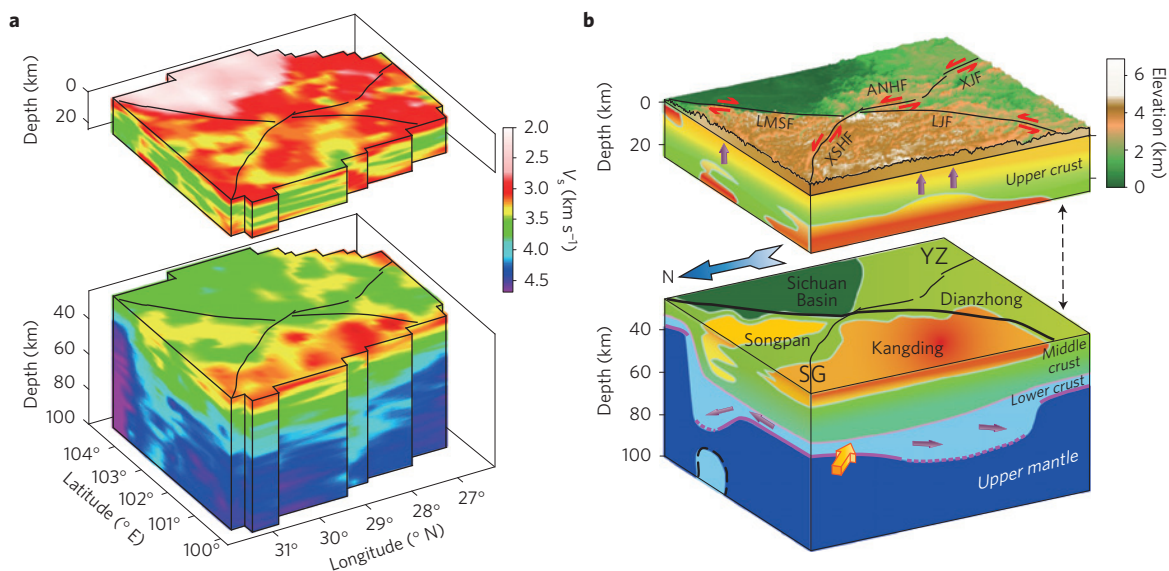 a
Depth (km)
0
20
2.0
2.5
3.0
3.5
4.0
4.5
Vs (km s⁻¹)
Depth (km)
40
60
80
100
104°
103°
102°
101°
100°
Latitude (° E)
31°
30°
29°
28°
27°
Longitude (° N)
b
Depth (km)
0
20
ANHF
XJF
LMSF
LJF
XSHF
Upper crust
6
4
2
0
Elevation (km)
N
Sichuan
Basin
YZ
Dianzhong
Songpan
Kangding
SG
Middle
crust
Lower crust
Upper mantle
Depth (km)
40
60
80
100